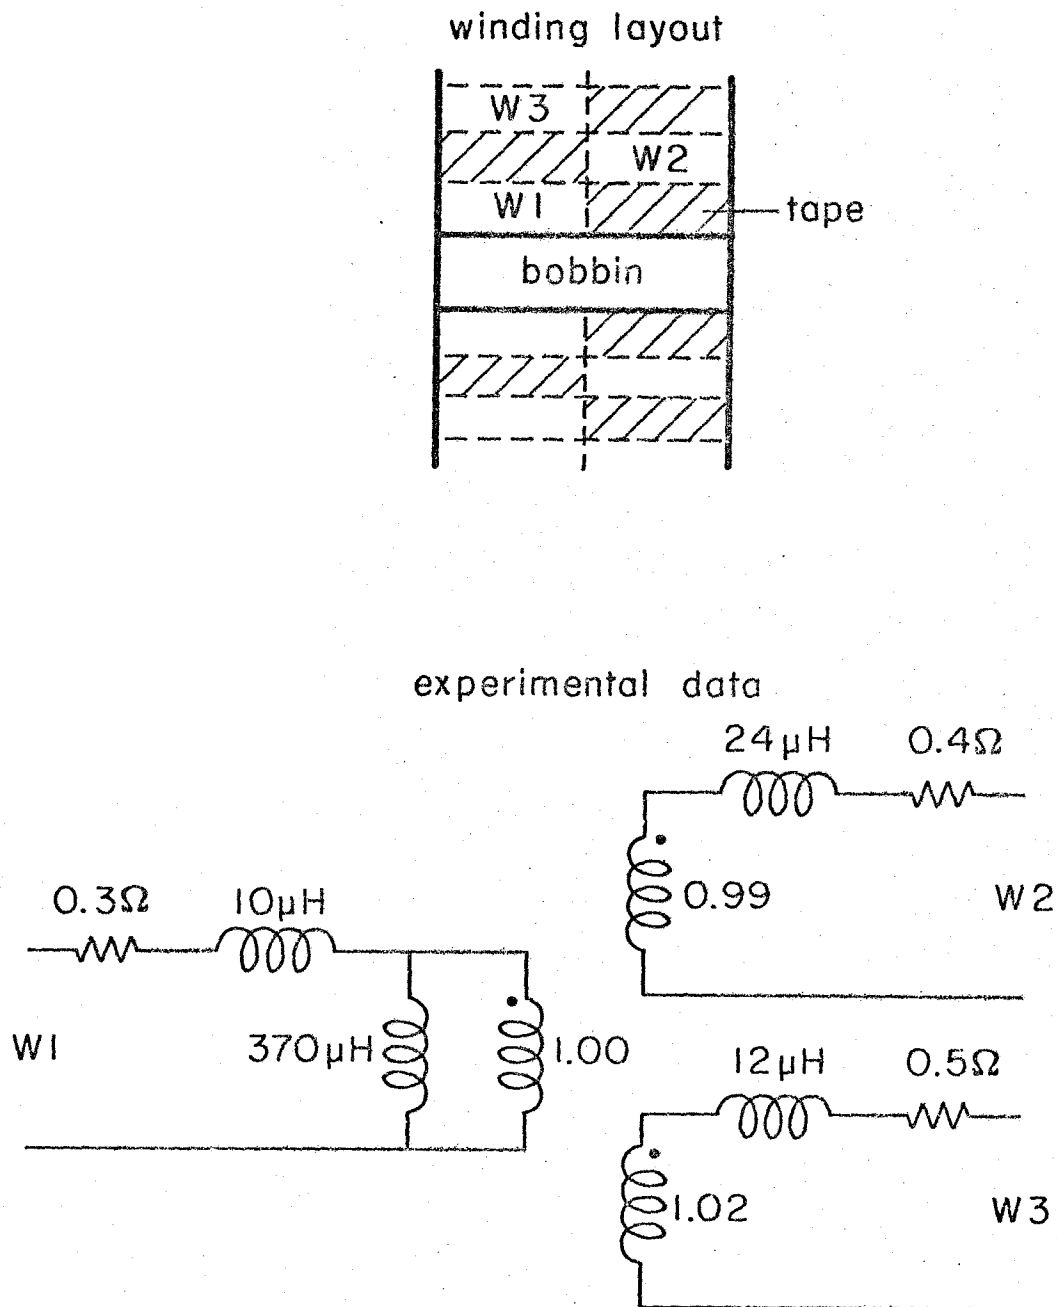 winding layout
W3
W2
W1
tape
bobbin
experimental data
24μH 0.4Ω
0.99
W2
0.3Ω 10μH
W1
370μH
1.00
12μH 0.5Ω
1.02
W3